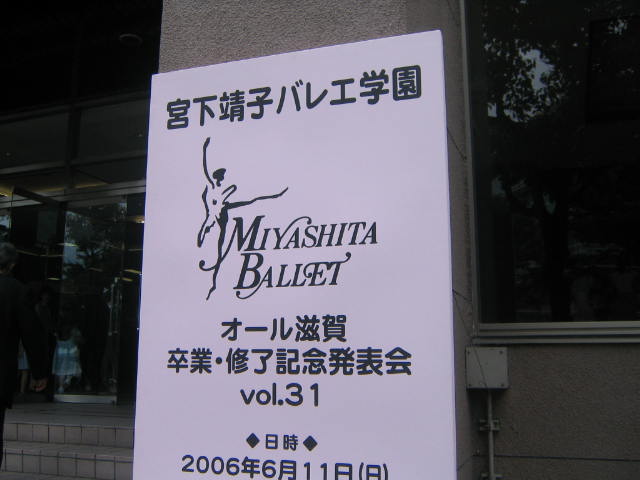 宮下靖子バレエ学園
MIYASHITA
BALLET
オール滋賀
卒業・修了記念発表会
vol.31
◆日時◆
2006年6月11日(日)